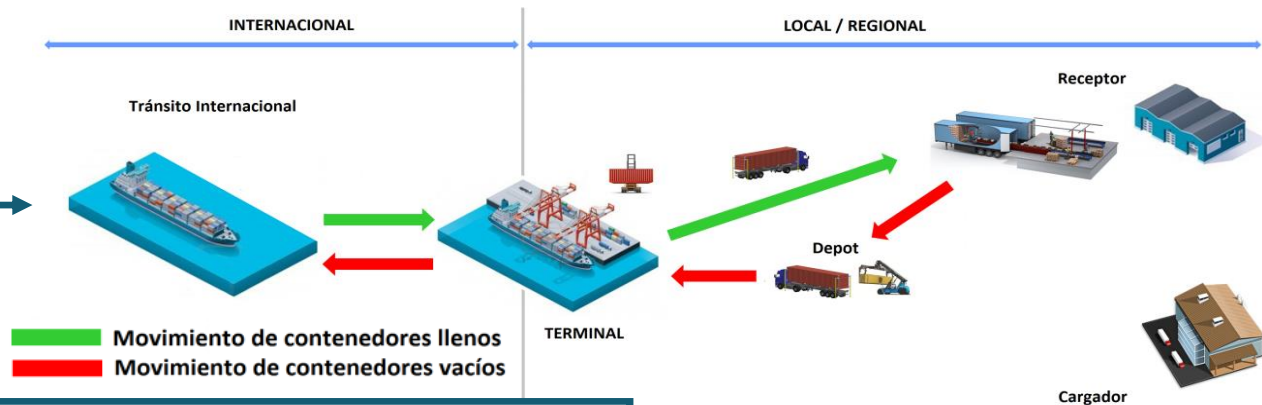 INTERNACIONAL
LOCAL / REGIONAL
Tránsito Internacional
Receptor
Depot
TERMINAL
Movimiento de contenedores llenos
Movimiento de contenedores vacíos
Cargador